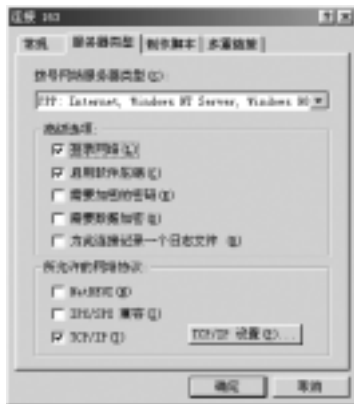 连接 163
常规 服务器类型 制作脚本 多重链接
拨号网络服务器类型(S):
PPP: Internet, Windows NT Server, Windows 98
高级选项:
登录网络(L)
启用软件压缩(C)
需要加密的密码(E)
需要数据加密(D)
为此连接记录一个日志文件
所允许的网络协议:
NetBEUI(N)
IPX/SPX 兼容(I)
TCP/IP(T)
TCP/IP 设置(P)...
确定 取消